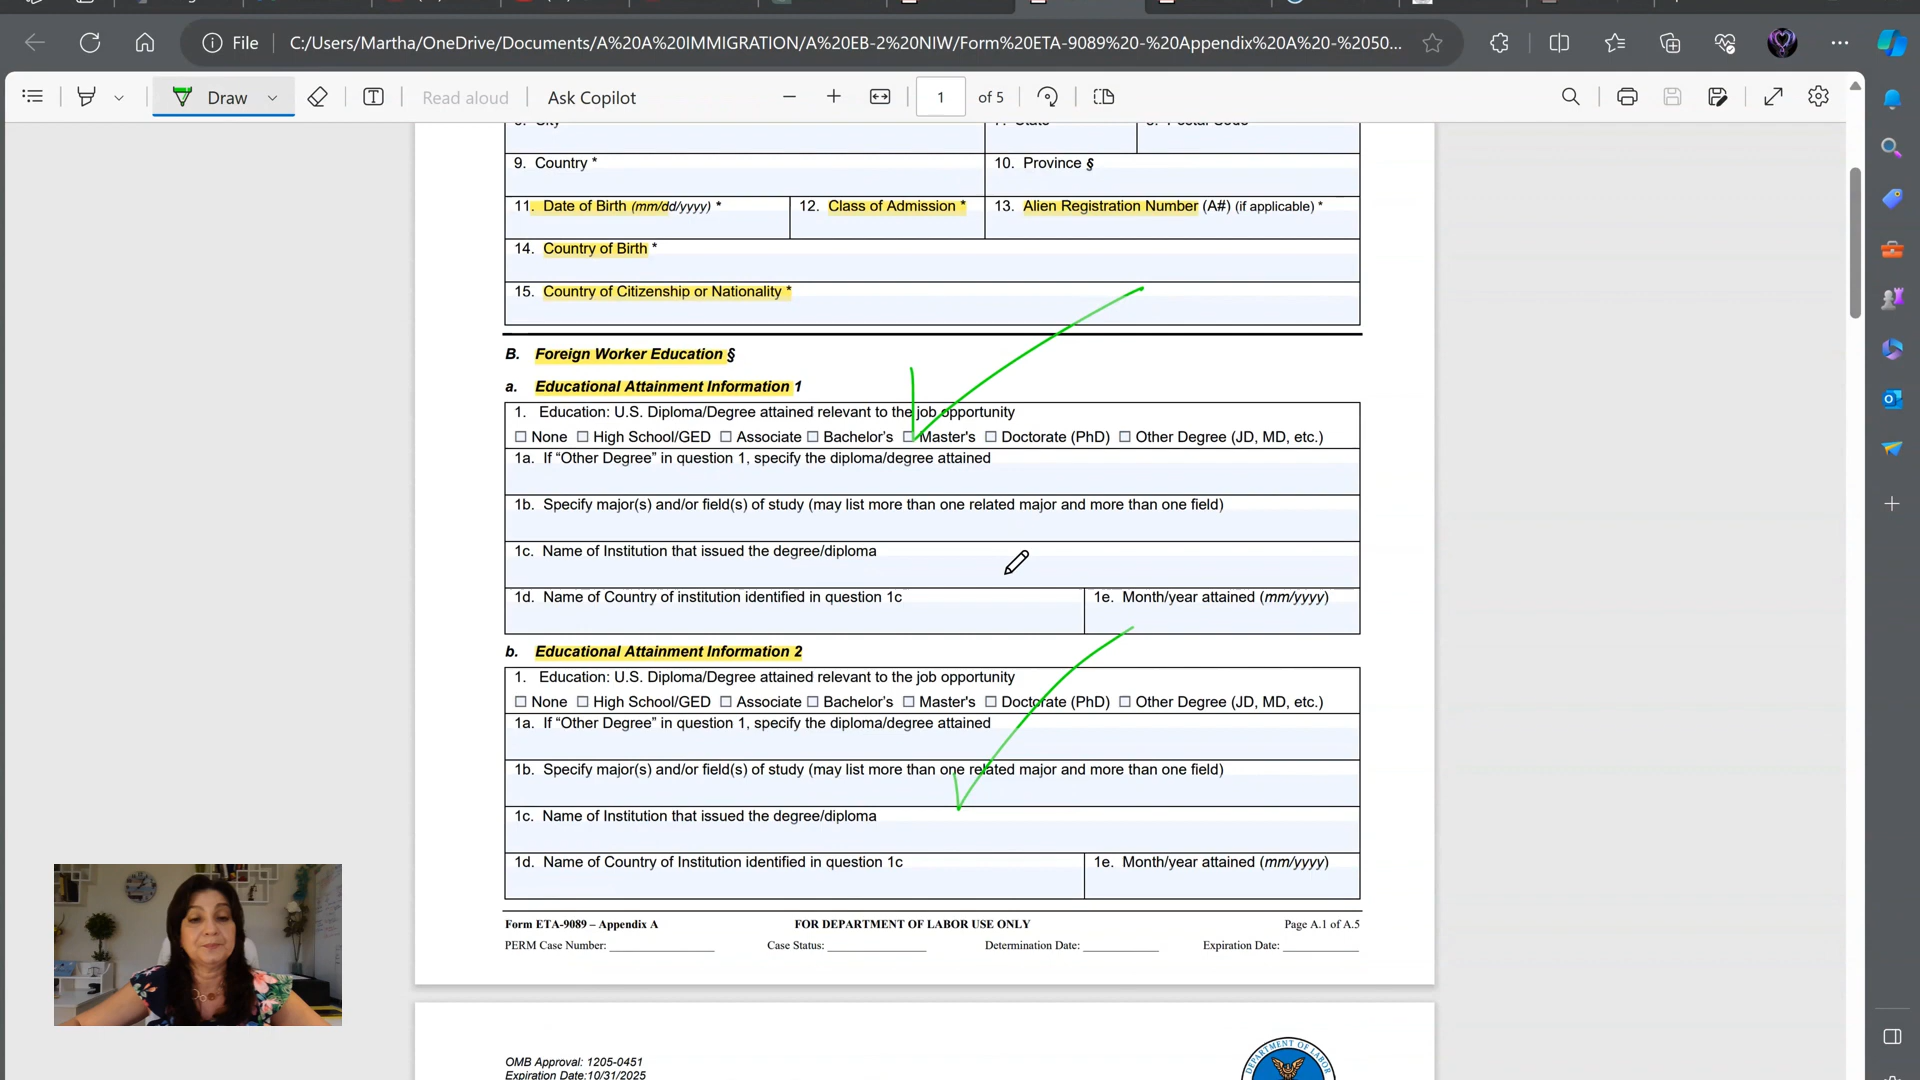 File
C:/Users/Martha/OneDrive/Documents/A%20A%20IMMIGRATION/A%20EB-2%20NIW/Form%20ETA-9089%20-%20Appendix%20A%20-%2050...
Draw
Read aloud
Ask Copilot
1 of 5
9. Country *
10. Province §
11. Date of Birth (mm/dd/yyyy) *
12. Class of Admission *
13. Alien Registration Number (A#) (if applicable) *
14. Country of Birth *
15. Country of Citizenship or Nationality *
B. Foreign Worker Education §
a. Educational Attainment Information 1
1. Education: U.S. Diploma/Degree attained relevant to the job opportunity
None High School/GED Associate Bachelor's Master's Doctorate (PhD) Other Degree (JD, MD, etc.)
1a. If “Other Degree” in question 1, specify the diploma/degree attained
1b. Specify major(s) and/or field(s) of study (may list more than one related major and more than one field)
1c. Name of Institution that issued the degree/diploma
1d. Name of Country of institution identified in question 1c
1e. Month/year attained (mm/yyyy)
b. Educational Attainment Information 2
1. Education: U.S. Diploma/Degree attained relevant to the job opportunity
None High School/GED Associate Bachelor's Master's Doctorate (PhD) Other Degree (JD, MD, etc.)
1a. If “Other Degree” in question 1, specify the diploma/degree attained
1b. Specify major(s) and/or field(s) of study (may list more than one related major and more than one field)
1c. Name of Institution that issued the degree/diploma
1d. Name of Country of Institution identified in question 1c
1e. Month/year attained (mm/yyyy)
Form ETA-9089 – Appendix A
FOR DEPARTMENT OF LABOR USE ONLY
Page A.1 of A.5
PERM Case Number:
Case Status:
Determination Date:
Expiration Date:
OMB Approval: 1205-0451
Expiration Date:10/31/2025
DEPARTMENT OF LABOR